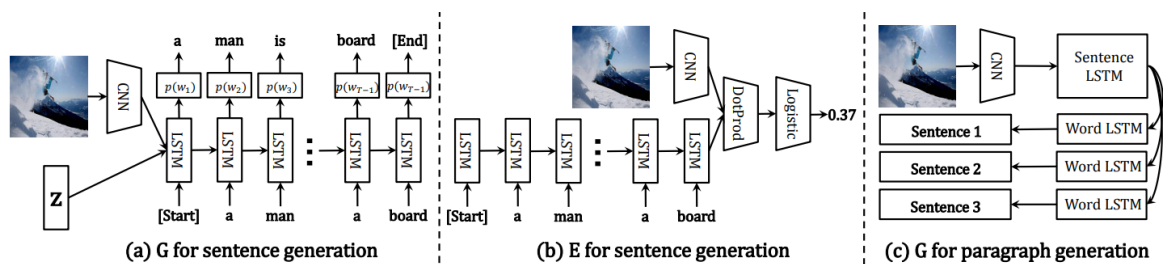 a man is board [End]
p(w₁) p(w₂) p(w₃) p(w_{T-1}) p(w_{T-1})
CNN
LSTM LSTM LSTM LSTM LSTM
z
[Start] a man a board
(a) G for sentence generation
CNN
DotProd
Logistic
0.37
LSTM LSTM LSTM LSTM LSTM
[Start] a man a board
(b) E for sentence generation
CNN
Sentence
LSTM
Sentence 1 Word LSTM
Sentence 2 Word LSTM
Sentence 3 Word LSTM
(c) G for paragraph generation